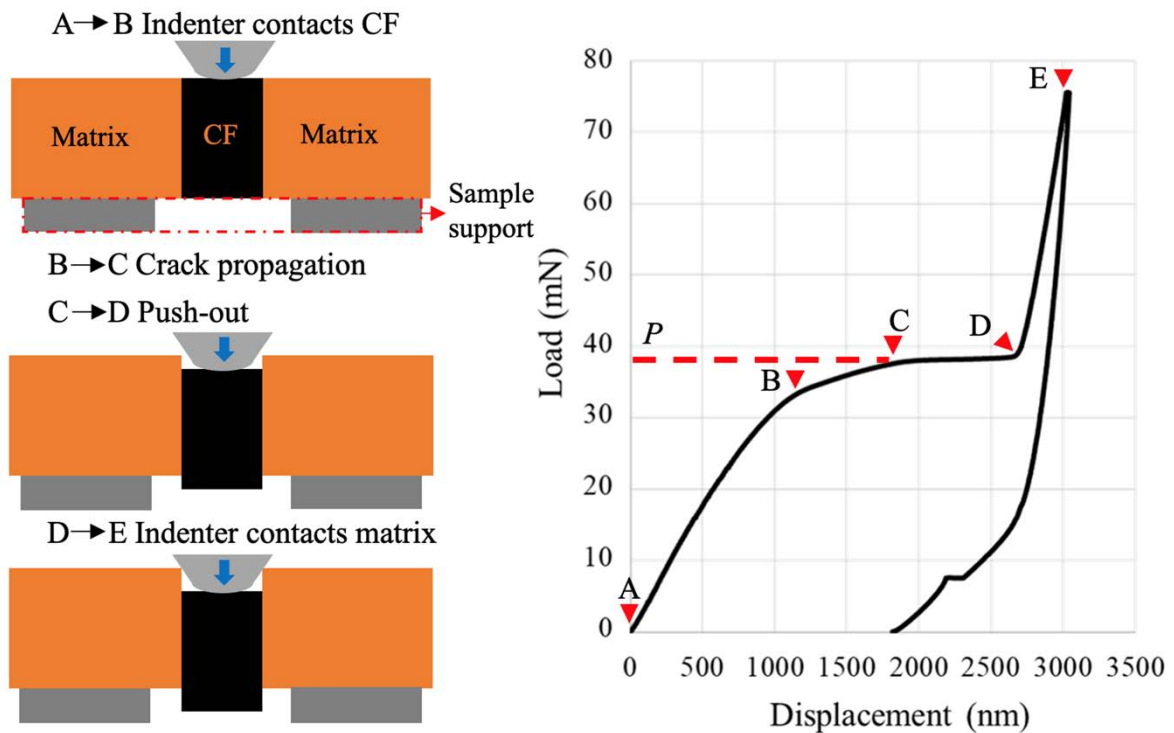 A→B Indenter contacts CF
Matrix
CF
Matrix
Sample
support
B→C Crack propagation
C→D Push-out
D→E Indenter contacts matrix
Load (mN)
80
70
60
50
40
30
20
10
0
A
B
C
D
E
P
0 500 1000 1500 2000 2500 3000 3500
Displacement (nm)